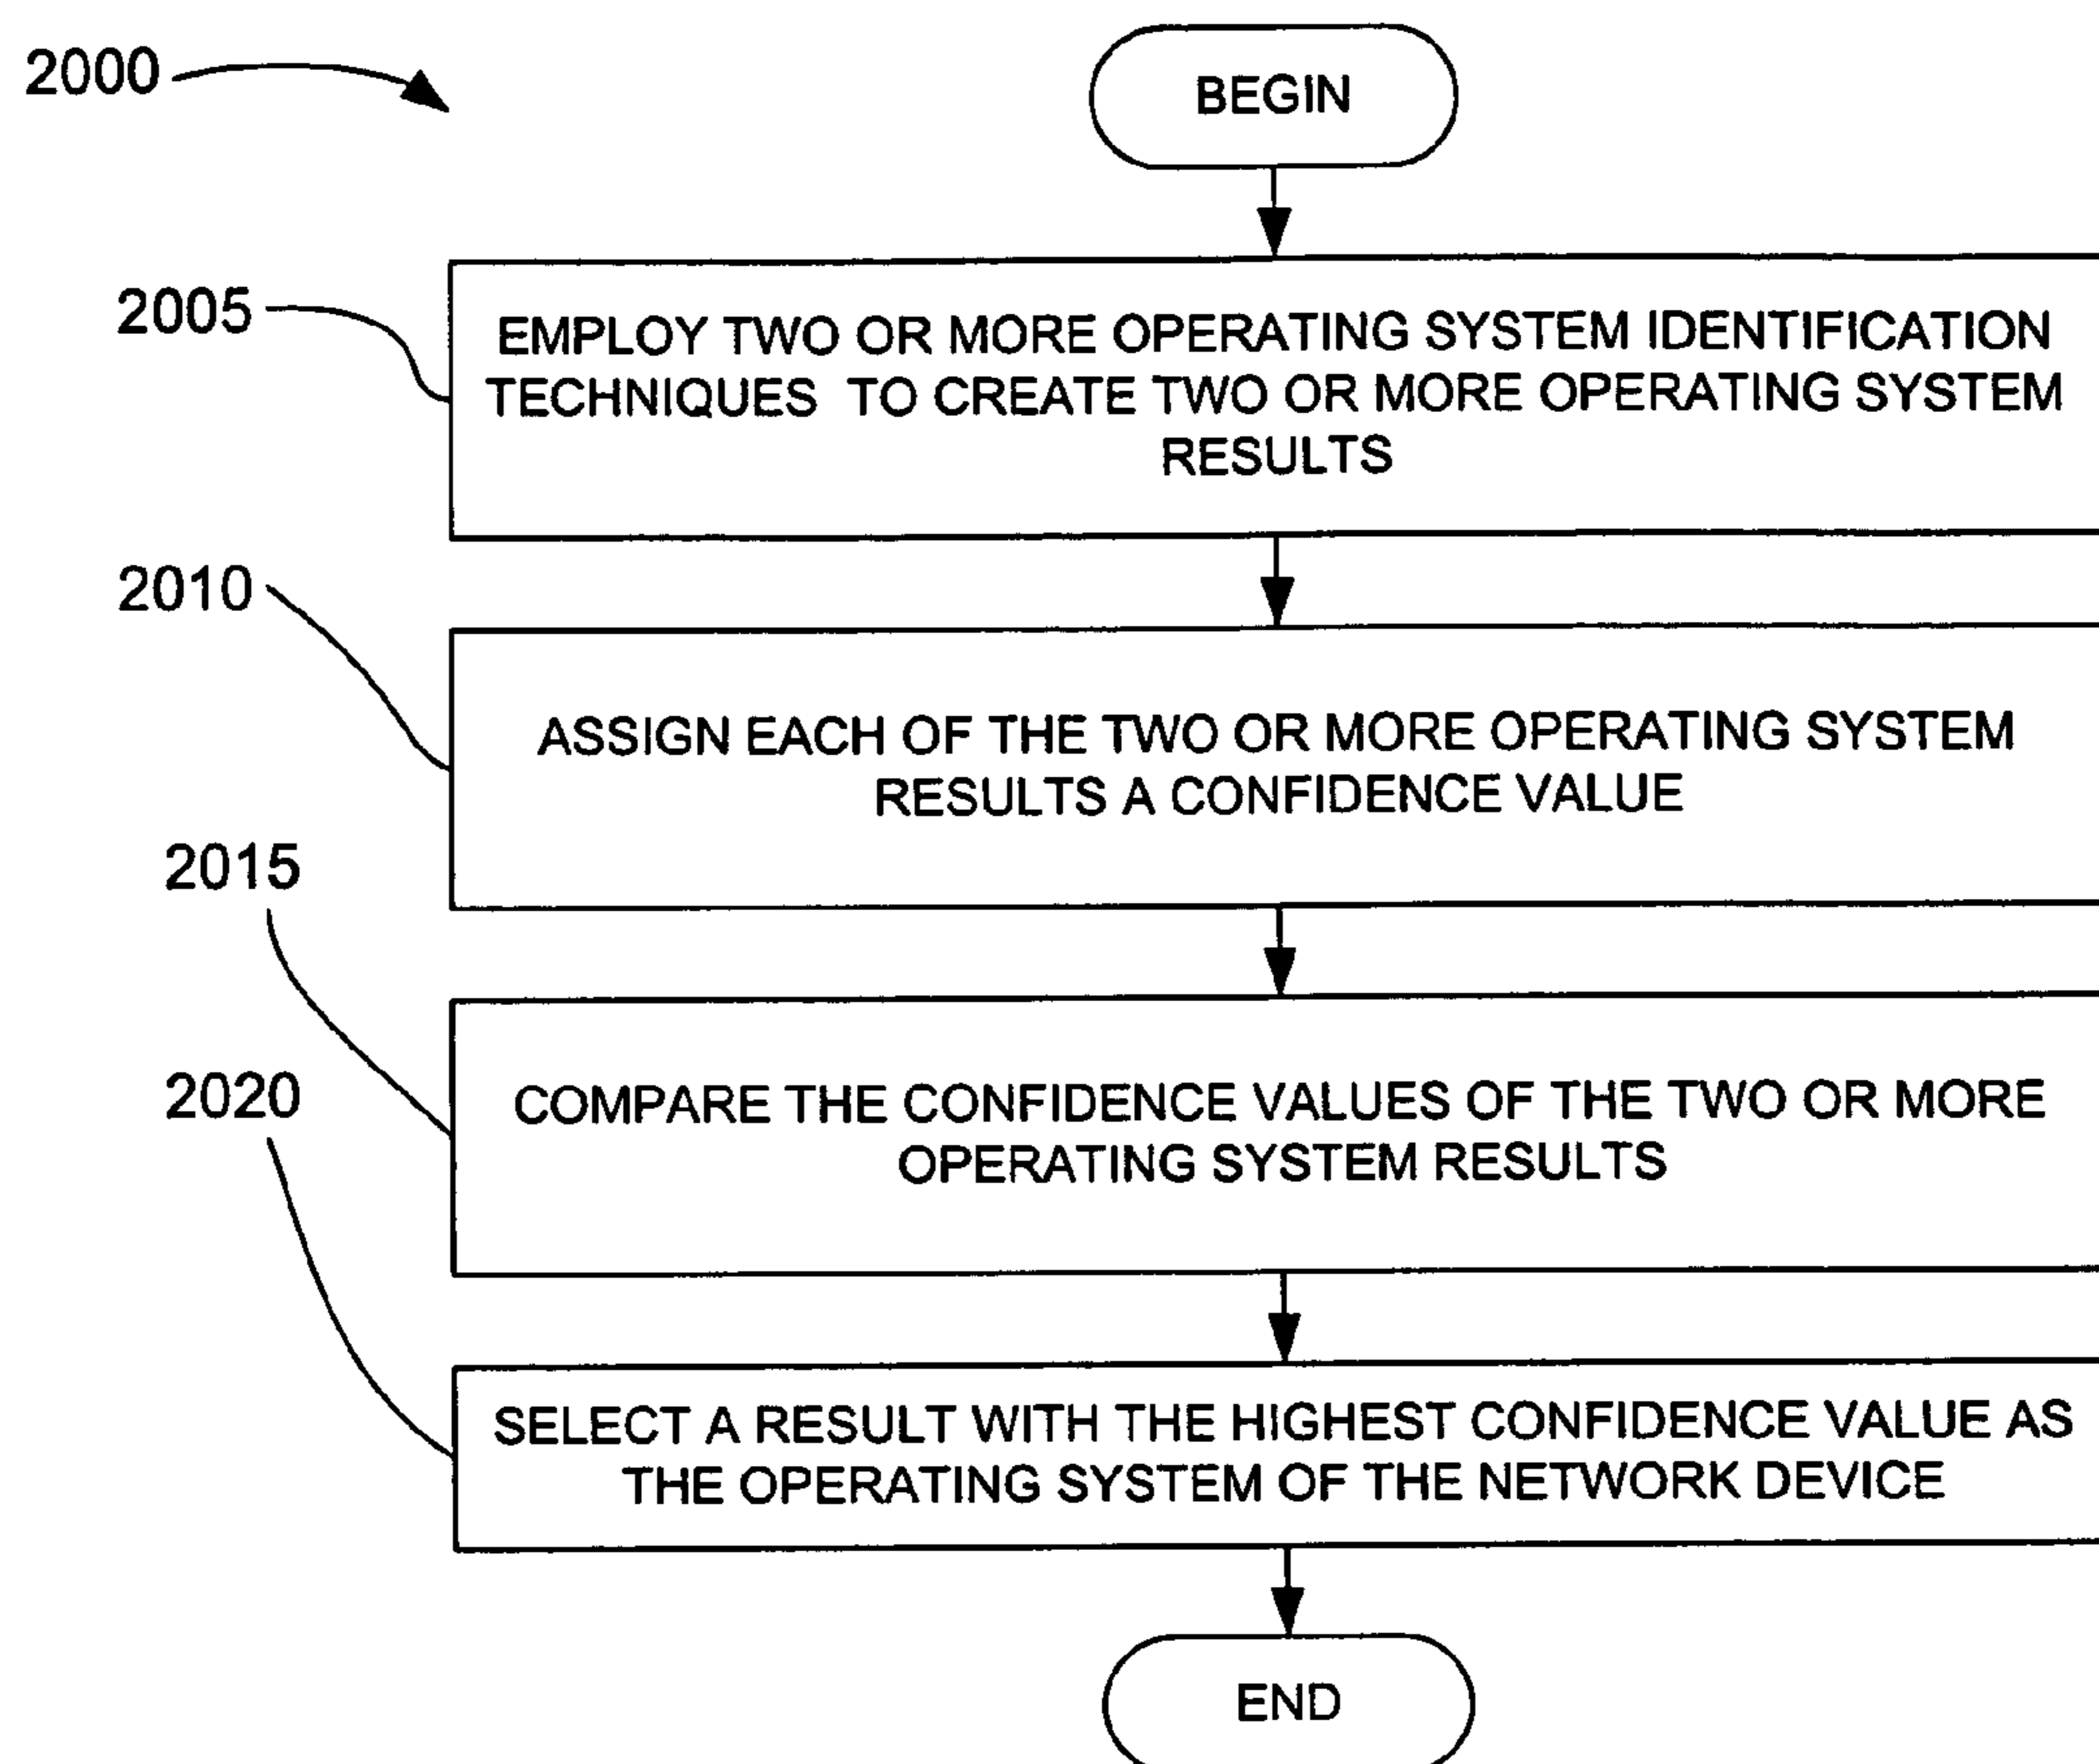 2000
BEGIN
2005
EMPLOY TWO OR MORE OPERATING SYSTEM IDENTIFICATION
TECHNIQUES TO CREATE TWO OR MORE OPERATING SYSTEM
RESULTS
2010
ASSIGN EACH OF THE TWO OR MORE OPERATING SYSTEM
RESULTS A CONFIDENCE VALUE
2015
COMPARE THE CONFIDENCE VALUES OF THE TWO OR MORE
OPERATING SYSTEM RESULTS
2020
SELECT A RESULT WITH THE HIGHEST CONFIDENCE VALUE AS
THE OPERATING SYSTEM OF THE NETWORK DEVICE
END